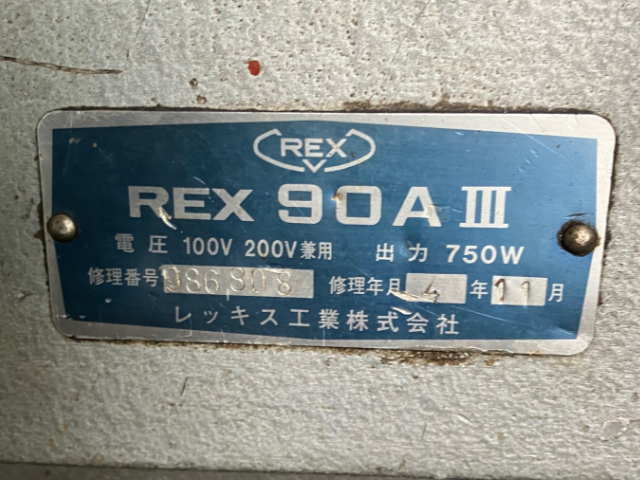 REX
REX 90A III
電圧 100V 200V兼用 出力 750W
修理番号 986808 修理年月 4 年 11 月
レッキス工業株式会社